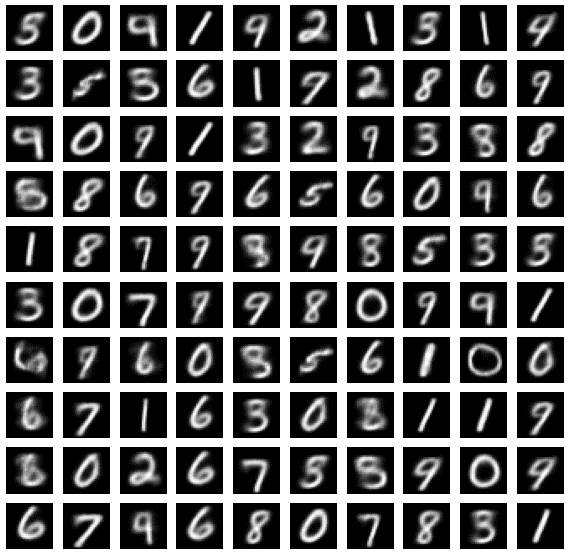 5 0 9 1 9 2 1 3 1 9
3 5 3 6 1 7 2 8 6 9
9 0 9 1 3 2 9 3 8 8
8 6 9 6 5 6 0 9 6
1 8 7 9 8 9 8 5 3 3
3 0 7 9 9 8 0 9 9 1
9 6 0 5 6 1 0 0
6 7 1 6 3 0 8 1 1 9
0 2 6 7 5 9 0 9
6 7 9 6 8 0 7 8 3 1